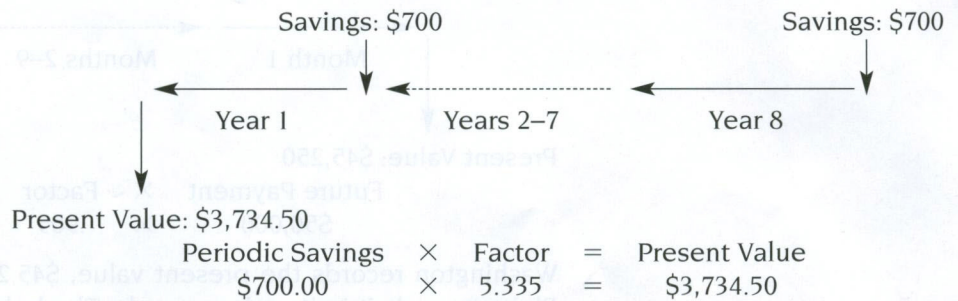 Savings: $700 Savings: $700
Year 1 Years 2–7 Year 8
Present Value: $3,734.50
Periodic Savings × Factor = Present Value
$700.00 × 5.335 = $3,734.50